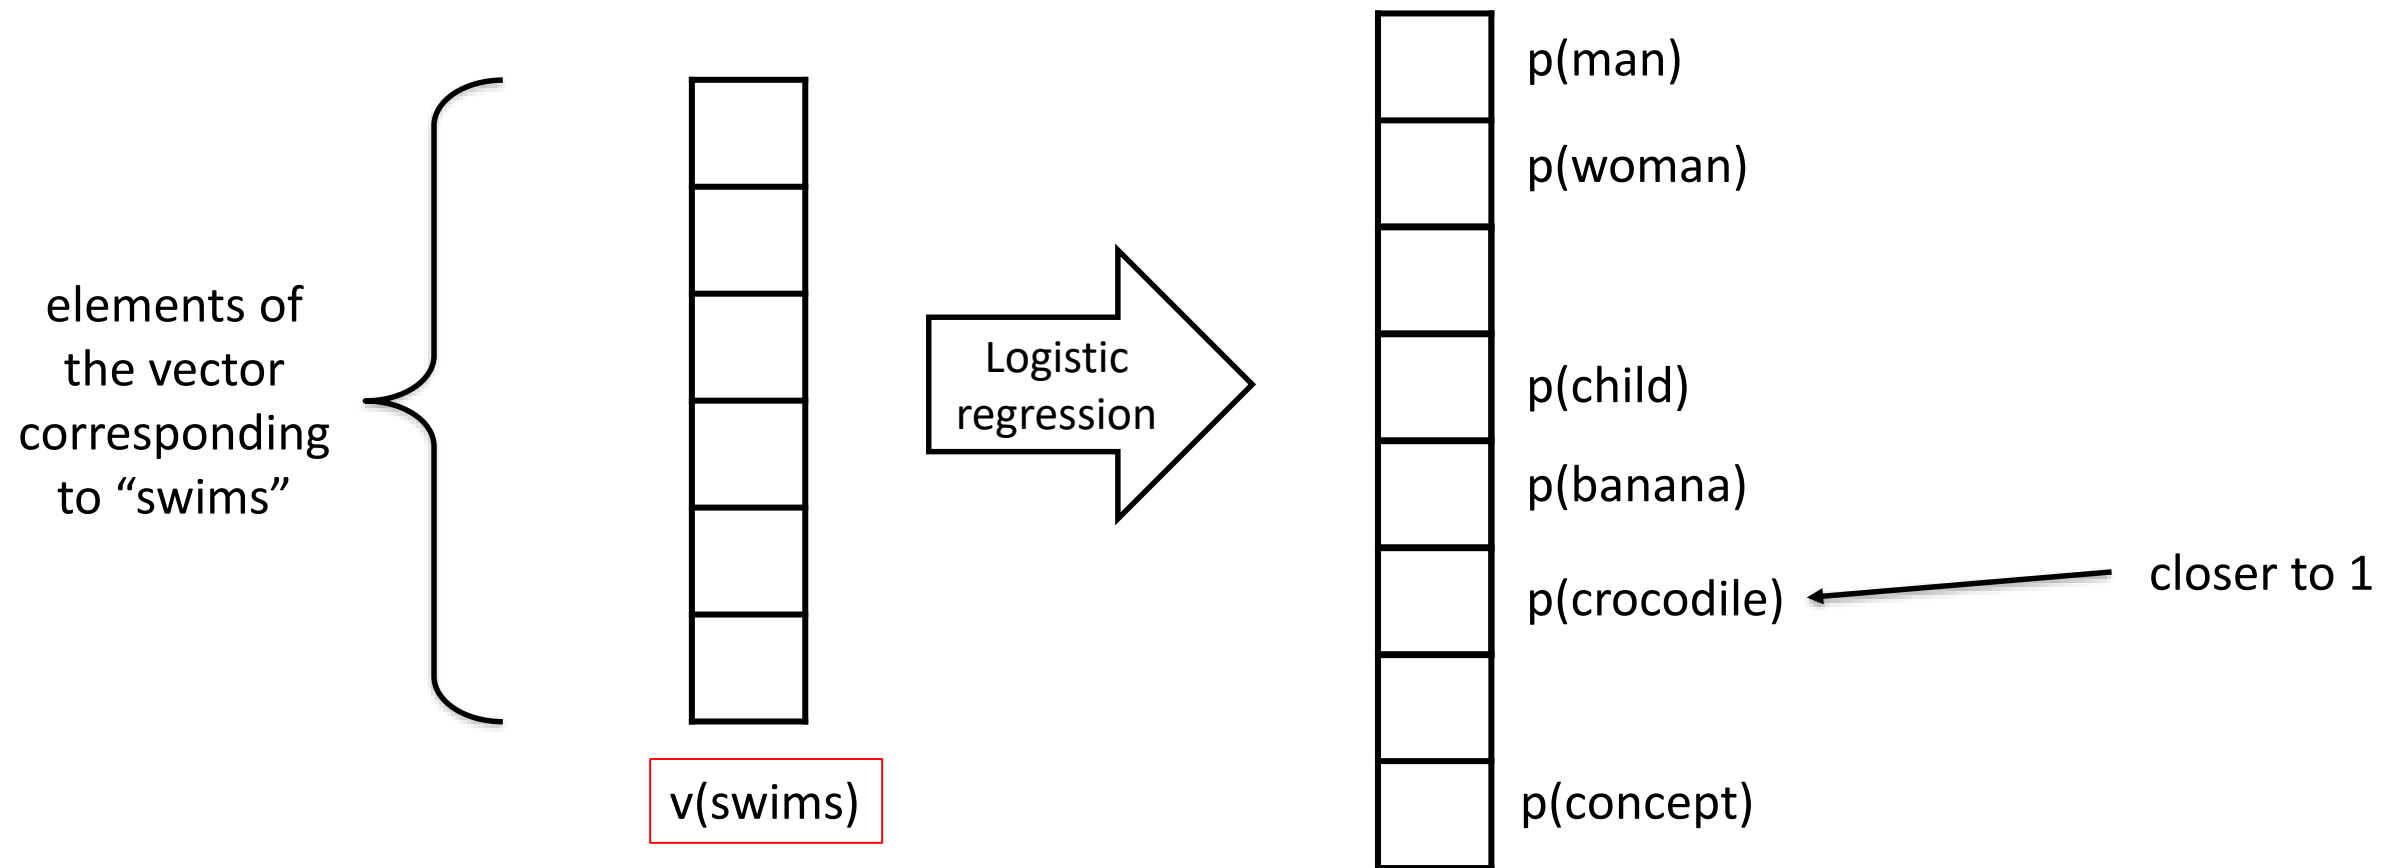 elements of
the vector
corresponding
to “swims”
v(swims)
Logistic
regression
p(man)
p(woman)
p(child)
p(banana)
p(crocodile)
p(concept)
closer to 1